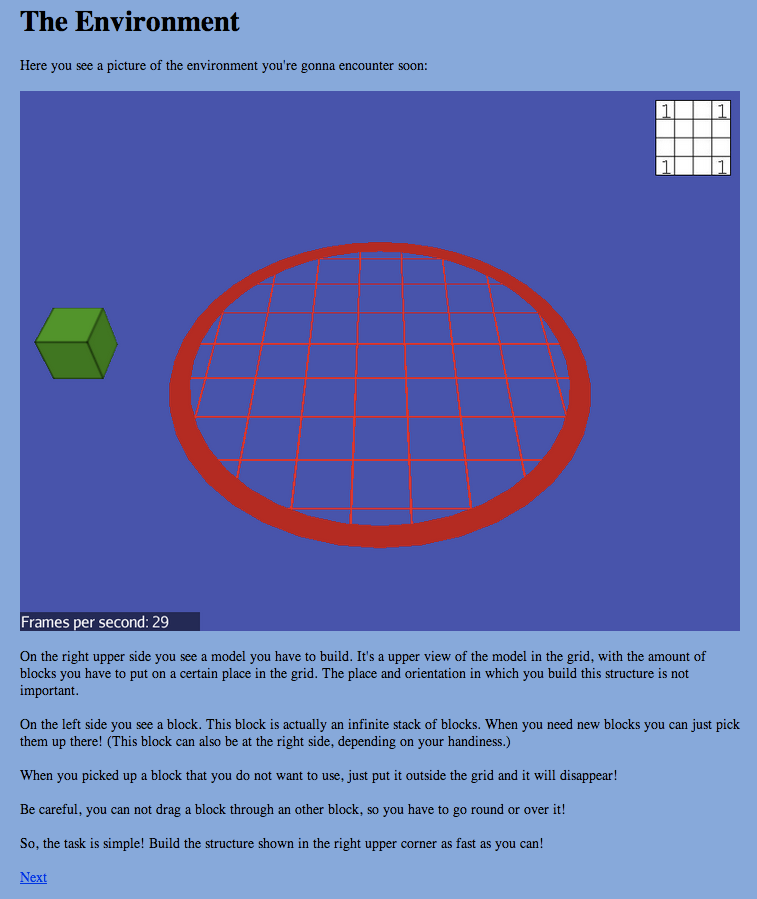 The Environment
Here you see a picture of the environment you're gonna encounter soon:
1 1
1 1
Frames per second: 29
On the right upper side you see a model you have to build. It's a upper view of the model in the grid, with the amount of
blocks you have to put on a certain place in the grid. The place and orientation in which you build this structure is not
important.
On the left side you see a block. This block is actually an infinite stack of blocks. When you need new blocks you can just pick
them up there! (This block can also be at the right side, depending on your handiness.)
When you picked up a block that you do not want to use, just put it outside the grid and it will disappear!
Be careful, you can not drag a block through an other block, so you have to go round or over it!
So, the task is simple! Build the structure shown in the right upper corner as fast as you can!
Next